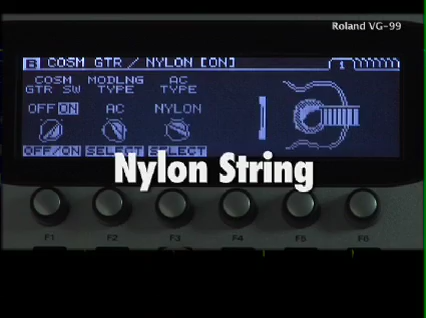 Roland VG-99
B COSM GTR / NYLON [ON]
1
COSM MODLNG AC
GTR SW TYPE TYPE
OFF ON AC NYLON
OFF/ON SELECT SELECT
Nylon String
F1 F2 F3 F4 F5 F6